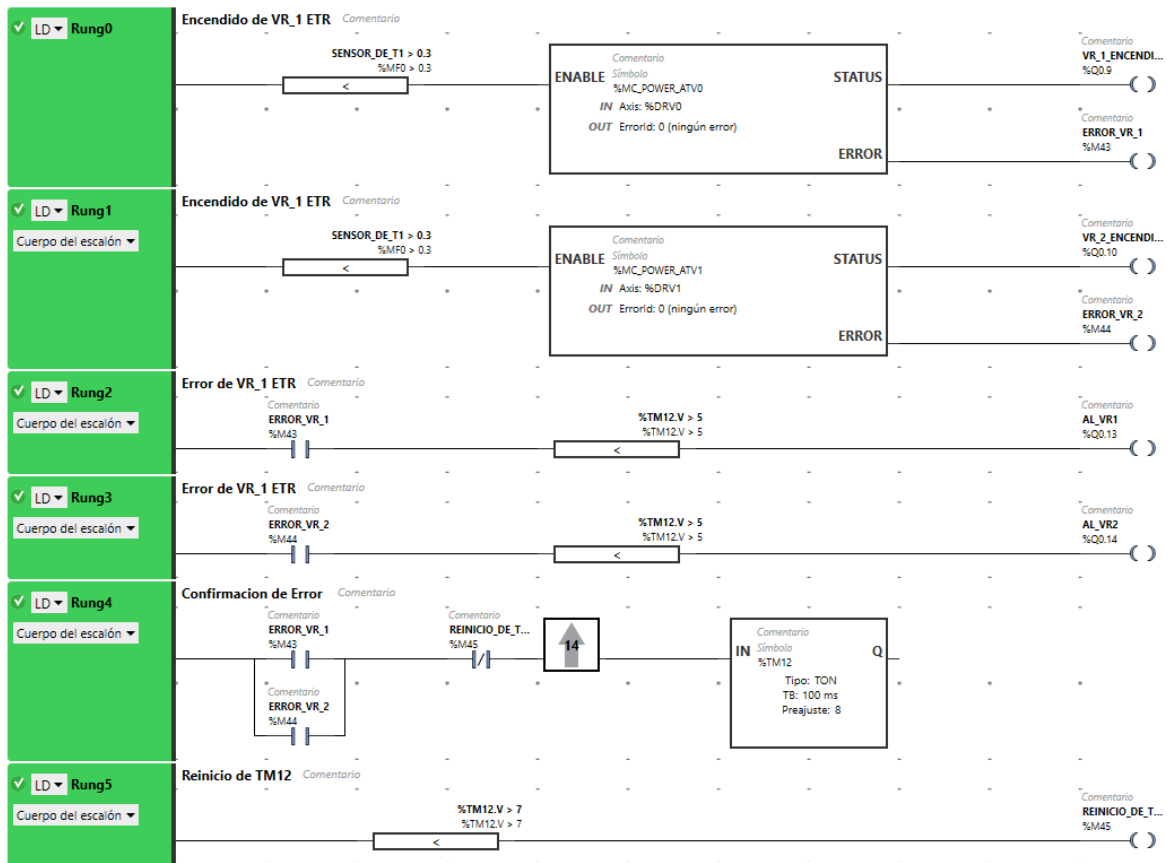 LD Rung0
Encendido de VR_1 ETR Comentario
SENSOR_DE_T1 > 0.3
%MF0 > 0.3
<
Comentario
ENABLE Símbolo STATUS
%MC_POWER_ATV0
IN Axis: %DRV0
OUT ErrorId: 0 (ningún error)
ERROR
Comentario
VR_1_ENCENDI...
%Q0.9
Comentario
ERROR_VR_1
%M43
LD Rung1
Cuerpo del escalón
Encendido de VR_1 ETR Comentario
SENSOR_DE_T1 > 0.3
%MF0 > 0.3
<
Comentario
ENABLE Símbolo STATUS
%MC_POWER_ATV1
IN Axis: %DRV1
OUT ErrorId: 0 (ningún error)
ERROR
Comentario
VR_2_ENCENDI...
%Q0.10
Comentario
ERROR_VR_2
%M44
LD Rung2
Cuerpo del escalón
Error de VR_1 ETR Comentario
Comentario
ERROR_VR_1
%M43
%TM12.V > 5
%TM12.V > 5
<
Comentario
AL_VR1
%Q0.13
LD Rung3
Cuerpo del escalón
Error de VR_1 ETR Comentario
Comentario
ERROR_VR_2
%M44
%TM12.V > 5
%TM12.V > 5
<
Comentario
AL_VR2
%Q0.14
LD Rung4
Cuerpo del escalón
Confirmacion de Error Comentario
Comentario
ERROR_VR_1
%M43
Comentario
ERROR_VR_2
%M44
Comentario
REINICIO_DE_T...
%M45
14
Comentario
IN Símbolo Q
%TM12
Tipo: TON
TB: 100 ms
Preajuste: 8
LD Rung5
Cuerpo del escalón
Reinicio de TM12 Comentario
%TM12.V > 7
%TM12.V > 7
<
Comentario
REINICIO_DE_T...
%M45